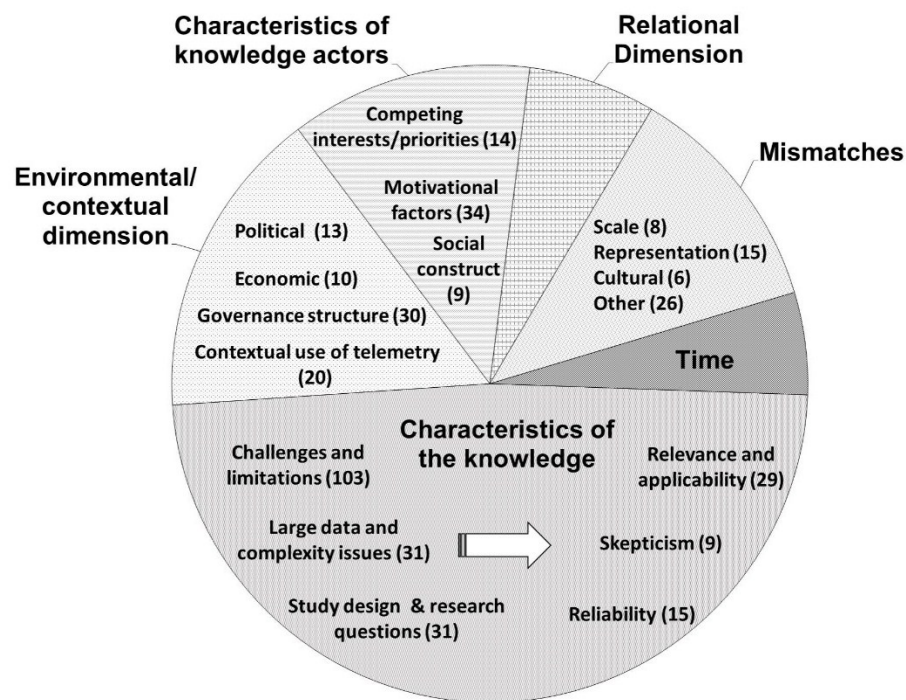 Characteristics of
knowledge actors
Relational
Dimension
Mismatches
Environmental/
contextual
dimension
Competing
interests/priorities (14)
Motivational
factors (34)
Social
construct
(9)
Political (13)
Economic (10)
Governance structure (30)
Contextual use of telemetry
(20)
Scale (8)
Representation (15)
Cultural (6)
Other (26)
Time
Characteristics of
the knowledge
Challenges and
limitations (103)
Large data and
complexity issues (31)
Study design & research
questions (31)
Relevance and
applicability (29)
Skepticism (9)
Reliability (15)